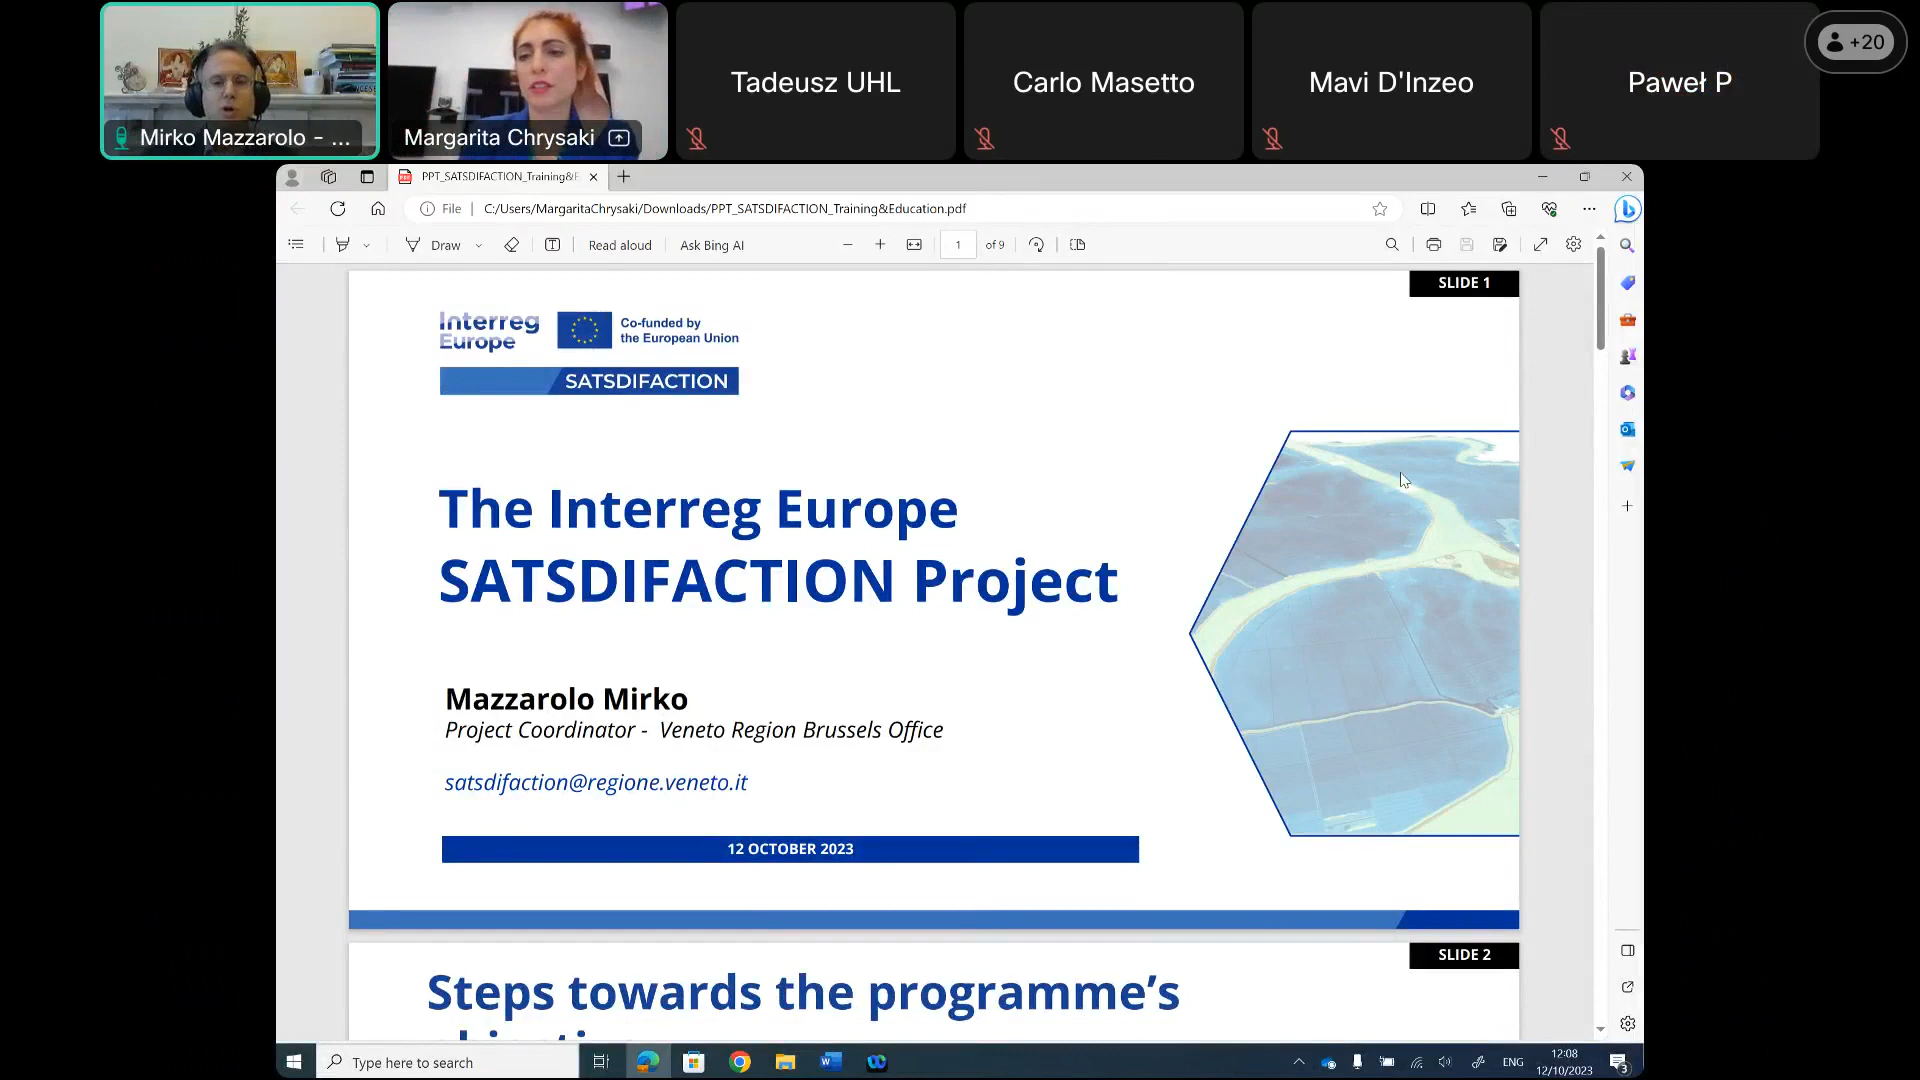 Mirko Mazzarolo - ...
Margarita Chrysaki
Tadeusz UHL
Carlo Masetto
Mavi D'Inzeo
Paweł P
+20
PPT_SATSDIFACTION_Training&E
File
C:/Users/MargaritaChrysaki/Downloads/PPT_SATSDIFACTION_Training&Education.pdf
Draw
Read aloud
Ask Bing AI
1 of 9
SLIDE 1
Interreg
Europe
Co-funded by
the European Union
SATSDIFACTION
The Interreg Europe
SATSDIFACTION Project
Mazzarolo Mirko
Project Coordinator - Veneto Region Brussels Office
satsdifaction@regione.veneto.it
12 OCTOBER 2023
SLIDE 2
Steps towards the programme’s
Type here to search
ENG
12:08
12/10/2023
3